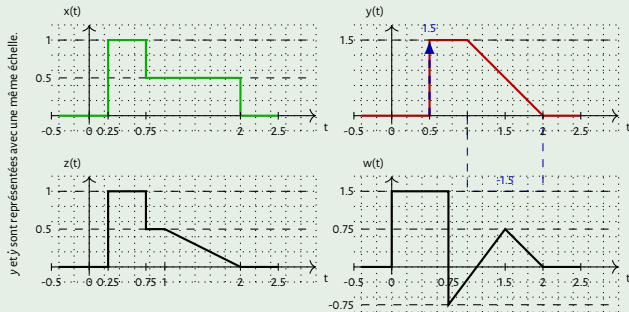 y et y sont représentées avec une même échelle.
x(t)
1
0.5
-0.5 0 0.25 0.75 2 2.5 t
y(t)
1.5
1.5
-0.5 0 0.5 1 1.5 2 2.5 t
-1.5
z(t)
1
0.5
-0.5 0 0.25 0.75 1 2 2.5 t
w(t)
1.5
0.75
-0.75
-0.5 0 0.75 1.5 2 2.5 t